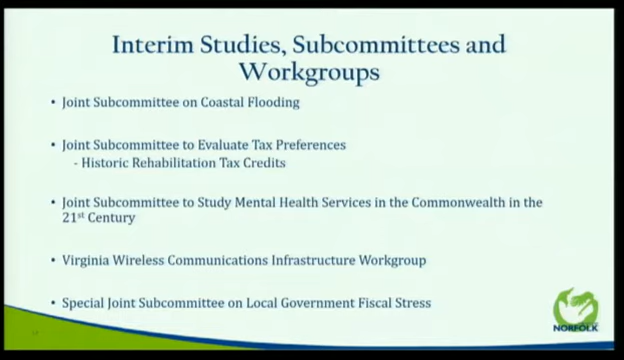 Interim Studies, Subcommittees and
Workgroups
• Joint Subcommittee on Coastal Flooding
• Joint Subcommittee to Evaluate Tax Preferences
- Historic Rehabilitation Tax Credits
• Joint Subcommittee to Study Mental Health Services in the Commonwealth in the
21st Century
• Virginia Wireless Communications Infrastructure Workgroup
• Special Joint Subcommittee on Local Government Fiscal Stress
NORFOLK